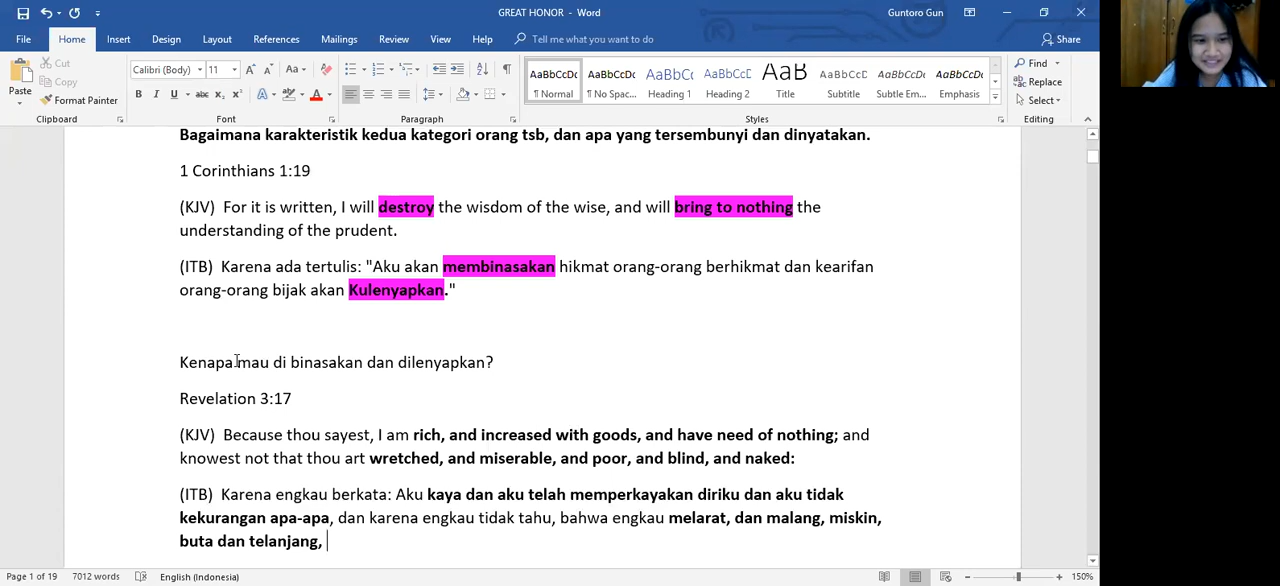 GREAT HONOR - Word
Guntoro Gun
File Home Insert Design Layout References Mailings Review View Help Tell me what you want to do Share
Paste
Cut
Copy
Format Painter
Clipboard
Calibri (Body) 11
Font
Paragraph
AaBbCcDc AaBbCcDc AaBbCc AaBbCcC AaB AaBbCcC AaBbCcDc AaBbCcDc
¶ Normal ¶ No Spac... Heading 1 Heading 2 Title Subtitle Subtle Em... Emphasis
Styles
Find
Replace
Select
Editing
Bagaimana karakteristik kedua kategori orang tsb, dan apa yang tersembunyi dan dinyatakan.
1 Corinthians 1:19
(KJV) For it is written, I will destroy the wisdom of the wise, and will bring to nothing the
understanding of the prudent.
(ITB) Karena ada tertulis: "Aku akan membinasakan hikmat orang-orang berhikmat dan kearifan
orang-orang bijak akan Kulenyapkan."
Kenapa mau di binasakan dan dilenyapkan?
Revelation 3:17
(KJV) Because thou sayest, I am rich, and increased with goods, and have need of nothing; and
knowest not that thou art wretched, and miserable, and poor, and blind, and naked:
(ITB) Karena engkau berkata: Aku kaya dan aku telah memperkayakan diriku dan aku tidak
kekurangan apa-apa, dan karena engkau tidak tahu, bahwa engkau melarat, dan malang, miskin,
buta dan telanjang,
Page 1 of 19 7012 words English (Indonesia) 150%